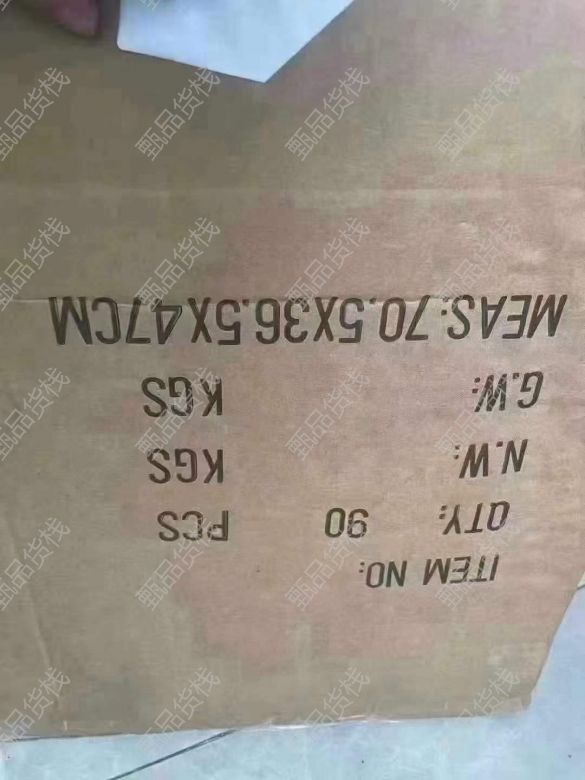 ITEM NO:
QTY: 90 PCS
N.W: KGS
G.W: KGS
MEAS:70.5X36.5X47CM
甄品货栈